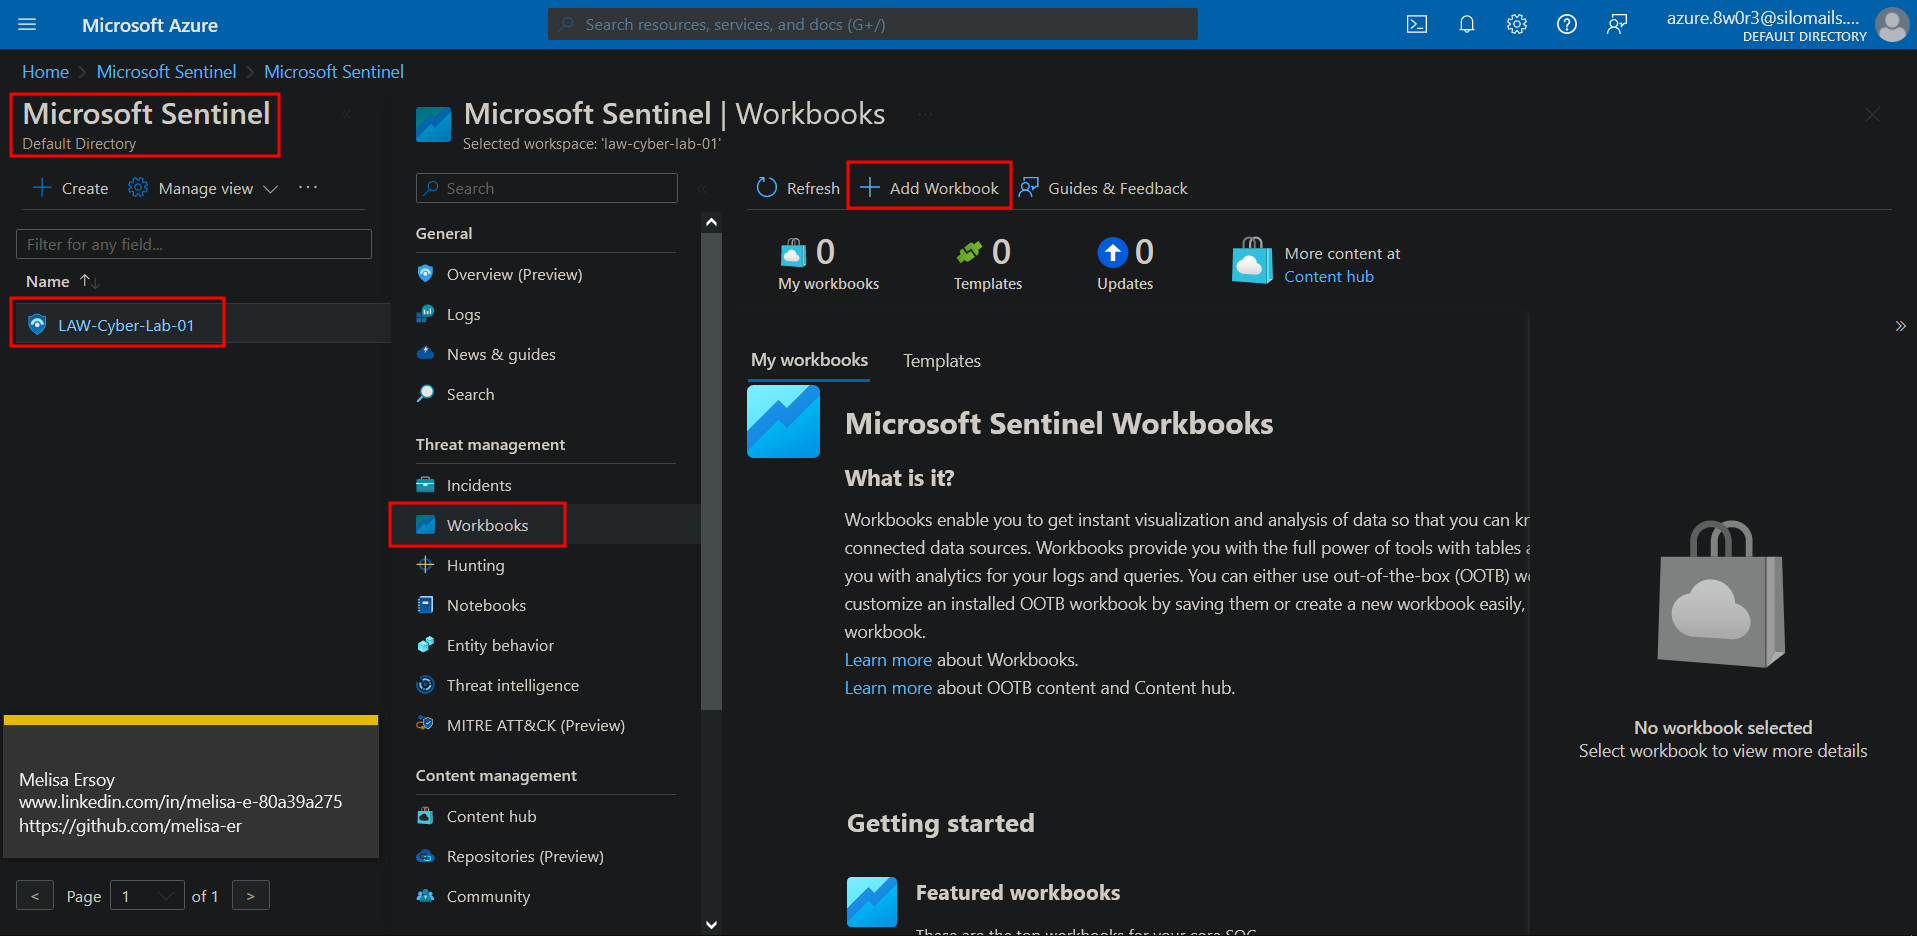 Microsoft Azure
Search resources, services, and docs (G+/)
azure.8w0r3@silomails....
DEFAULT DIRECTORY
Home > Microsoft Sentinel > Microsoft Sentinel
Microsoft Sentinel
Default Directory
Create
Manage view
...
Filter for any field...
Name
LAW-Cyber-Lab-01
Melisa Ersoy
www.linkedin.com/in/melisa-e-80a39a275
https://github.com/melisa-er
< Page 1 of 1 >
Microsoft Sentinel | Workbooks
...
Selected workspace: 'law-cyber-lab-01'
Search
General
Overview (Preview)
Logs
News & guides
Search
Threat management
Incidents
Workbooks
Hunting
Notebooks
Entity behavior
Threat intelligence
MITRE ATT&CK (Preview)
Content management
Content hub
Repositories (Preview)
Community
Refresh
Add Workbook
Guides & Feedback
0
My workbooks
0
Templates
0
Updates
More content at
Content hub
My workbooks
Templates
Microsoft Sentinel Workbooks
What is it?
Workbooks enable you to get instant visualization and analysis of data so that you can kr
connected data sources. Workbooks provide you with the full power of tools with tables a
you with analytics for your logs and queries. You can either use out-of-the-box (OOTB) w
customize an installed OOTB workbook by saving them or create a new workbook easily,
workbook.
Learn more about Workbooks.
Learn more about OOTB content and Content hub.
Getting started
Featured workbooks
These are the top workbooks for your core SOC
No workbook selected
Select workbook to view more details